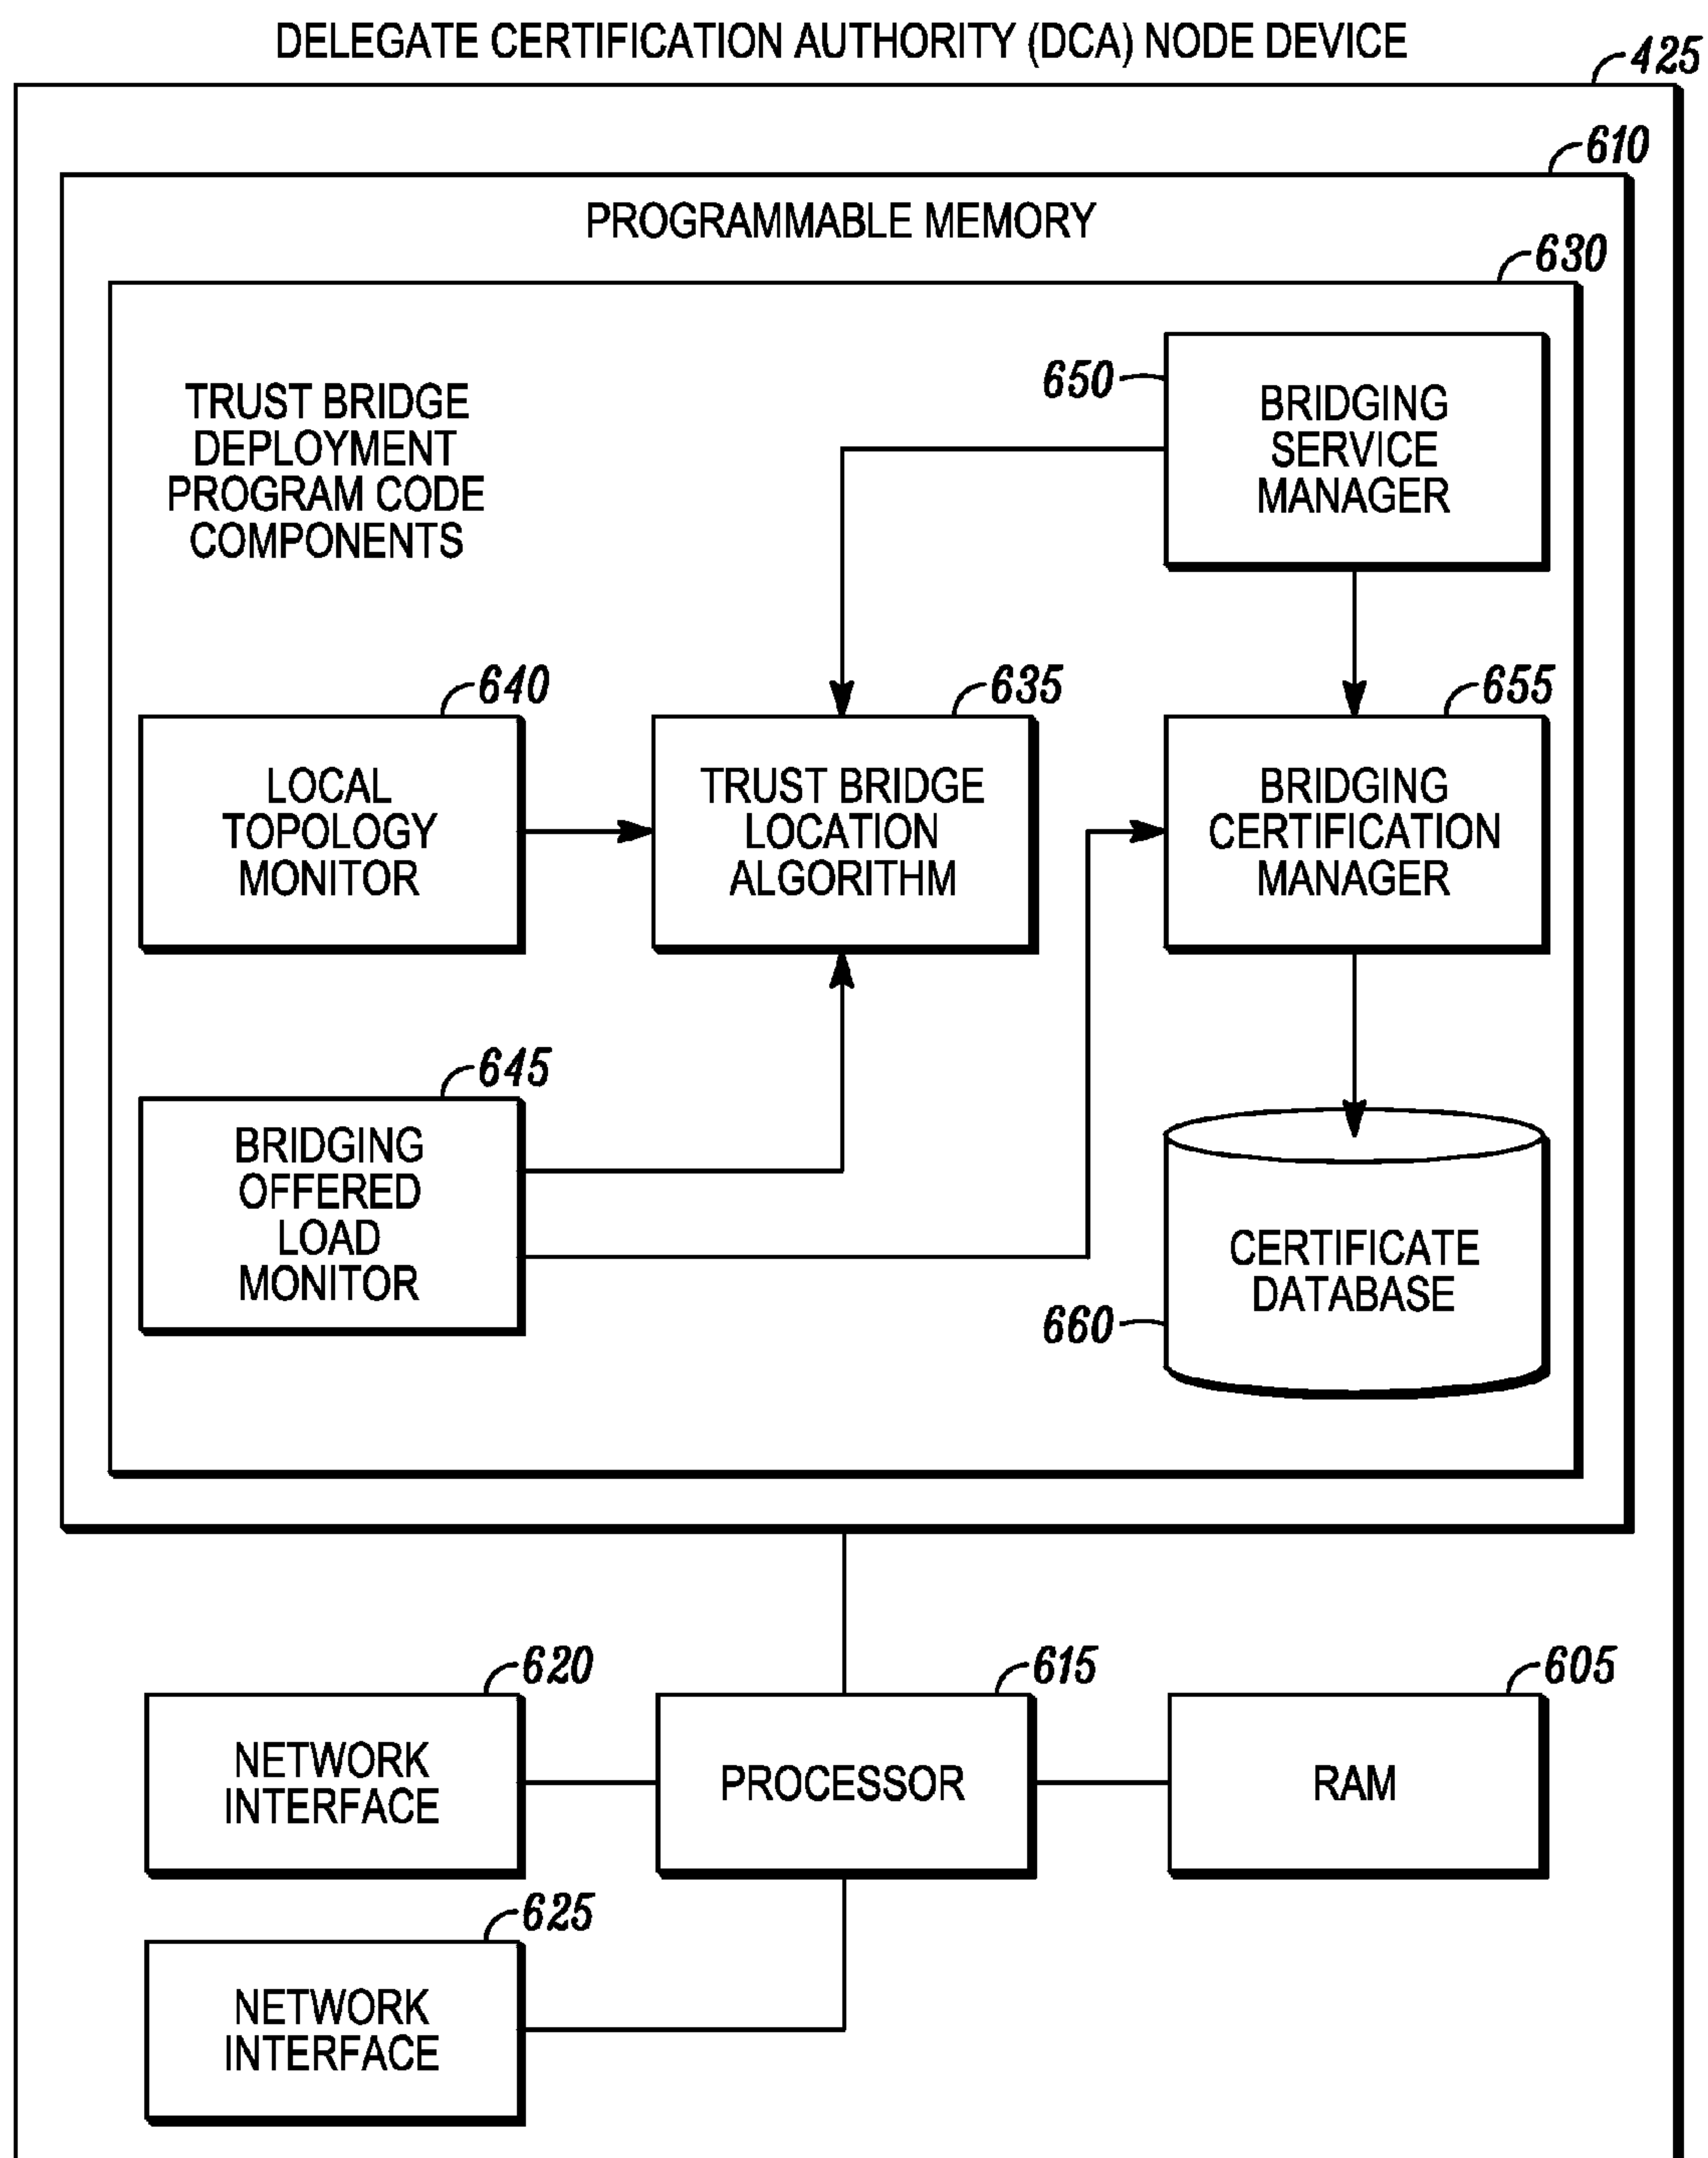 DELEGATE CERTIFICATION AUTHORITY (DCA) NODE DEVICE
425
610
PROGRAMMABLE MEMORY
630
TRUST BRIDGE
DEPLOYMENT
PROGRAM CODE
COMPONENTS
650
BRIDGING
SERVICE
MANAGER
640
LOCAL
TOPOLOGY
MONITOR
635
TRUST BRIDGE
LOCATION
ALGORITHM
655
BRIDGING
CERTIFICATION
MANAGER
645
BRIDGING
OFFERED
LOAD
MONITOR
CERTIFICATE
DATABASE
660
620
NETWORK
INTERFACE
615
PROCESSOR
605
RAM
625
NETWORK
INTERFACE